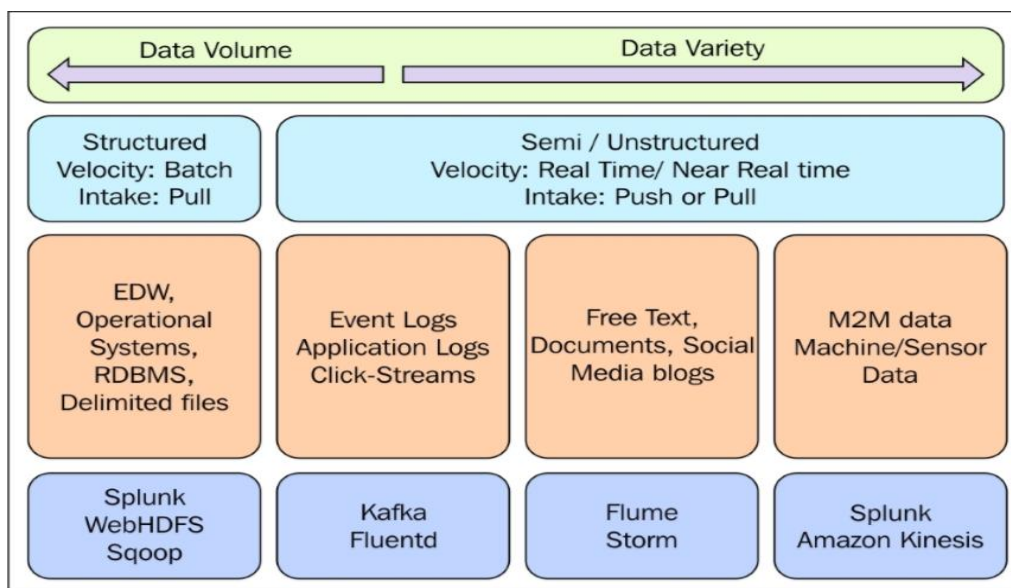 Data Volume
Data Variety
Structured
Velocity: Batch
Intake: Pull
Semi / Unstructured
Velocity: Real Time/ Near Real time
Intake: Push or Pull
EDW,
Operational
Systems,
RDBMS,
Delimited files
Event Logs
Application Logs
Click-Streams
Free Text,
Documents, Social
Media blogs
M2M data
Machine/Sensor
Data
Splunk
WebHDFS
Sqoop
Kafka
Fluentd
Flume
Storm
Splunk
Amazon Kinesis